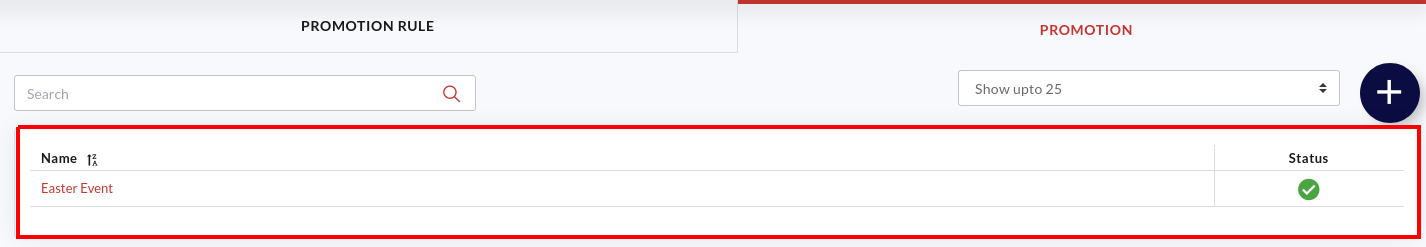 PROMOTION RULE
PROMOTION
Search
Show upto 25
Name
Status
Easter Event